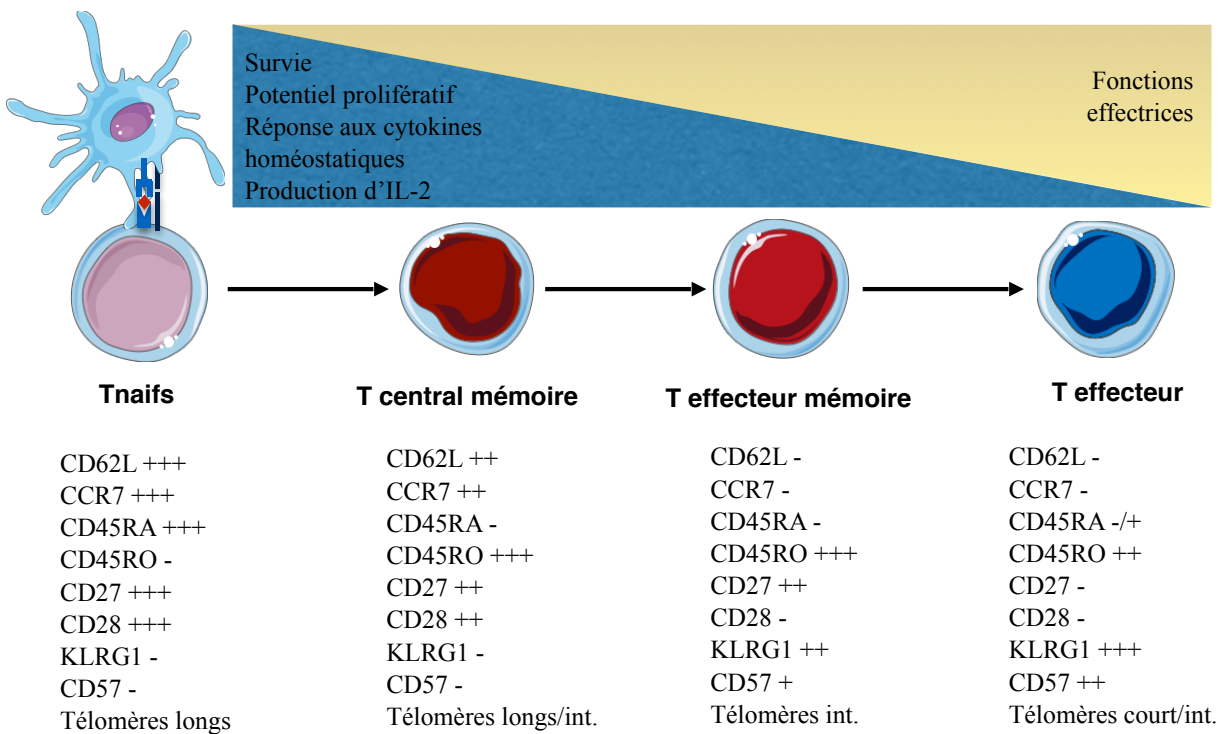 Survie
Potentiel prolifératif
Réponse aux cytokines
homéostatiques
Production d'IL-2
Fonctions
effectrices
Tnaifs
T central mémoire
T effecteur mémoire
T effecteur
CD62L +++
CCR7 +++
CD45RA +++
CD45RO -
CD27 +++
CD28 +++
KLRG1 -
CD57 -
Télomères longs
CD62L ++
CCR7 ++
CD45RA -
CD45RO +++
CD27 ++
CD28 ++
KLRG1 -
CD57 -
Télomères longs/int.
CD62L -
CCR7 -
CD45RA -
CD45RO +++
CD27 ++
CD28 -
KLRG1 ++
CD57 +
Télomères int.
CD62L -
CCR7 -
CD45RA -/+
CD45RO ++
CD27 -
CD28 -
KLRG1 +++
CD57 ++
Télomères court/int.